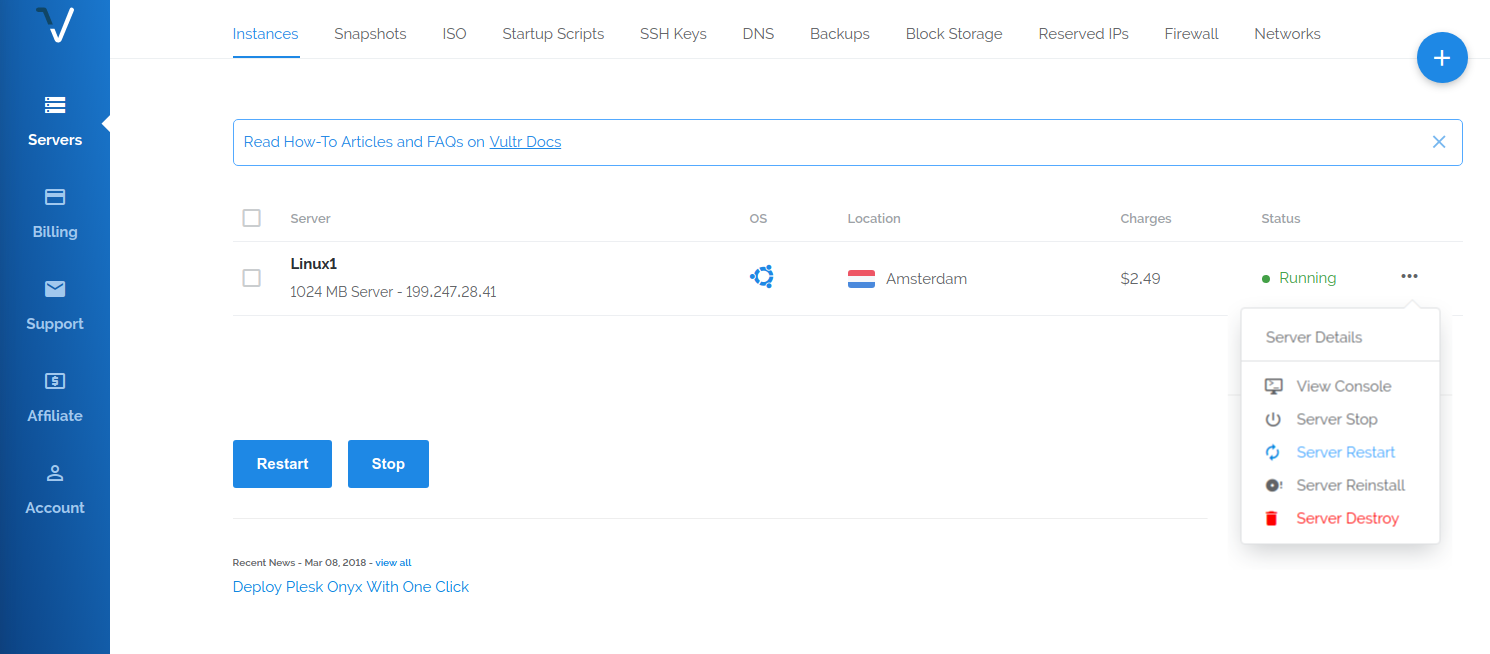 Instances Snapshots ISO Startup Scripts SSH Keys DNS Backups Block Storage Reserved IPs Firewall Networks
Servers
Billing
Support
Affiliate
Account
Read How-To Articles and FAQs on Vultr Docs
Server OS Location Charges Status
Linux1
1024 MB Server - 199.247.28.41
Amsterdam $2.49 Running
Server Details
View Console
Server Stop
Server Restart
Server Reinstall
Server Destroy
Restart Stop
Recent News - Mar 08, 2018 - view all
Deploy Plesk Onyx With One Click